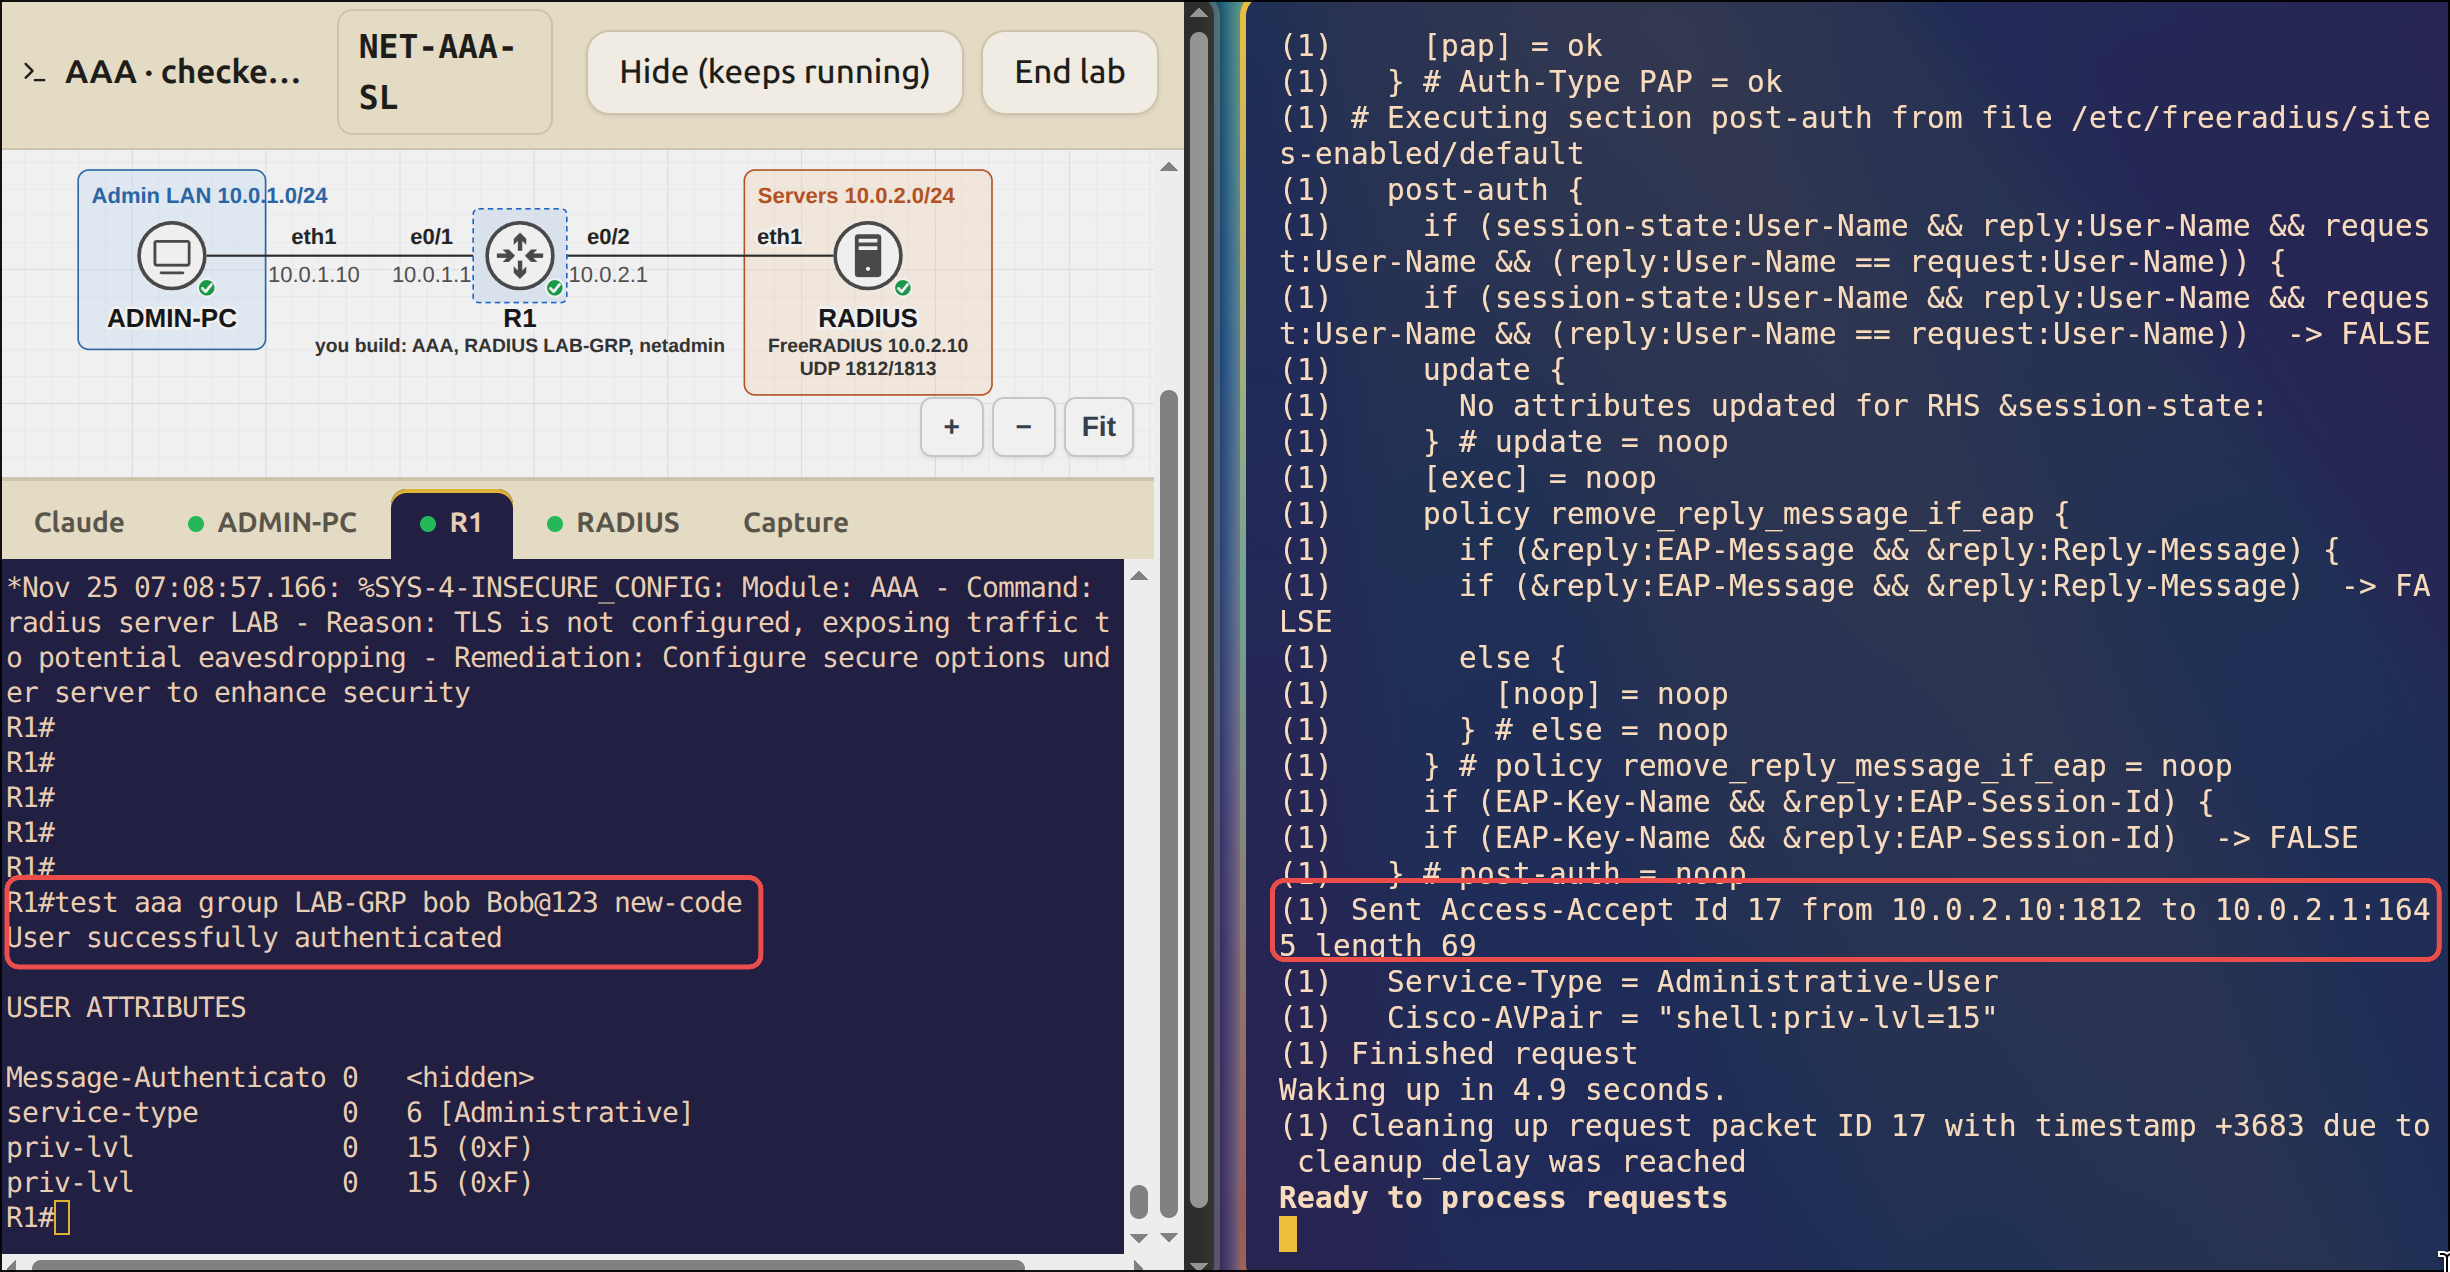 >_ AAA · checke...
NET-AAA-
SL
Hide (keeps running)
End lab
Admin LAN 10.0.1.0/24
Servers 10.0.2.0/24
eth1
e0/1
e0/2
eth1
10.0.1.10
10.0.1.1
10.0.2.1
ADMIN-PC
R1
RADIUS
you build: AAA, RADIUS LAB-GRP, netadmin
FreeRADIUS 10.0.2.10
UDP 1812/1813
+
−
Fit
Claude
ADMIN-PC
R1
RADIUS
Capture
*Nov 25 07:08:57.166: %SYS-4-INSECURE_CONFIG: Module: AAA - Command:
radius server LAB - Reason: TLS is not configured, exposing traffic t
o potential eavesdropping - Remediation: Configure secure options und
er server to enhance security
R1#
R1#
R1#
R1#
R1#
R1#test aaa group LAB-GRP bob Bob@123 new-code
User successfully authenticated
USER ATTRIBUTES
Message-Authenticato 0   <hidden>
service-type         0   6 [Administrative]
priv-lvl             0   15 (0xF)
priv-lvl             0   15 (0xF)
R1#
(1)     [pap] = ok
(1)   } # Auth-Type PAP = ok
(1) # Executing section post-auth from file /etc/freeradius/site
s-enabled/default
(1)   post-auth {
(1)     if (session-state:User-Name && reply:User-Name && reques
t:User-Name && (reply:User-Name == request:User-Name)) {
(1)     if (session-state:User-Name && reply:User-Name && reques
t:User-Name && (reply:User-Name == request:User-Name))  -> FALSE
(1)     update {
(1)       No attributes updated for RHS &session-state:
(1)     } # update = noop
(1)     [exec] = noop
(1)     policy remove_reply_message_if_eap {
(1)       if (&reply:EAP-Message && &reply:Reply-Message) {
(1)       if (&reply:EAP-Message && &reply:Reply-Message)  -> FA
LSE
(1)       else {
(1)         [noop] = noop
(1)       } # else = noop
(1)     } # policy remove_reply_message_if_eap = noop
(1)     if (EAP-Key-Name && &reply:EAP-Session-Id) {
(1)     if (EAP-Key-Name && &reply:EAP-Session-Id)  -> FALSE
(1)   } # post-auth = noop
(1) Sent Access-Accept Id 17 from 10.0.2.10:1812 to 10.0.2.1:164
5 length 69
(1)   Service-Type = Administrative-User
(1)   Cisco-AVPair = "shell:priv-lvl=15"
(1) Finished request
Waking up in 4.9 seconds.
(1) Cleaning up request packet ID 17 with timestamp +3683 due to
 cleanup_delay was reached
Ready to process requests